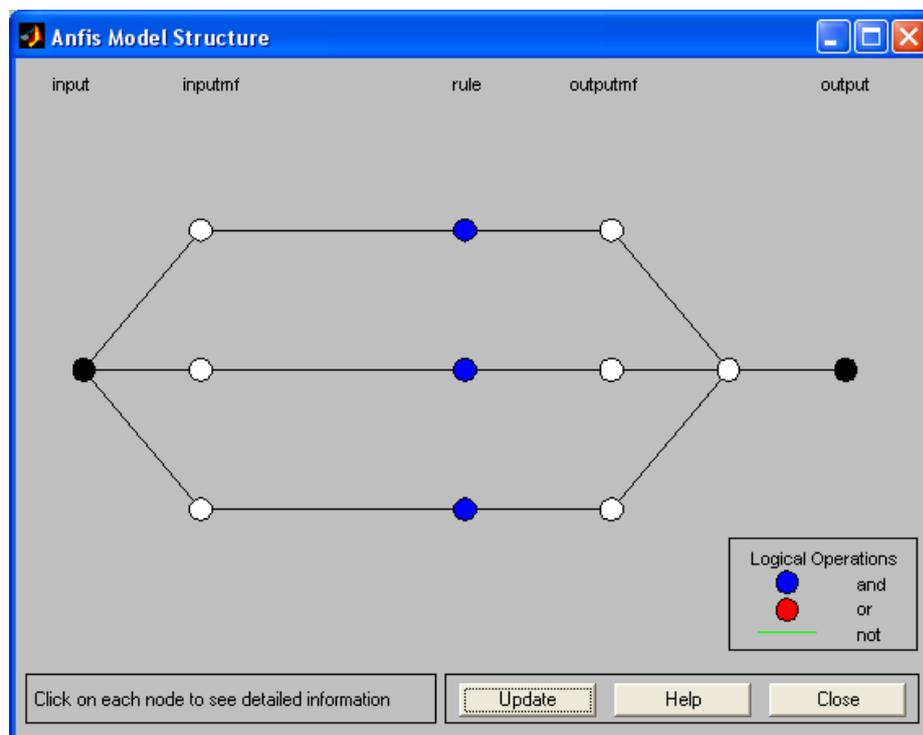 Anfis Model Structure
input inputmf rule outputmf output
Logical Operations
and
or
not
Click on each node to see detailed information
Update Help Close